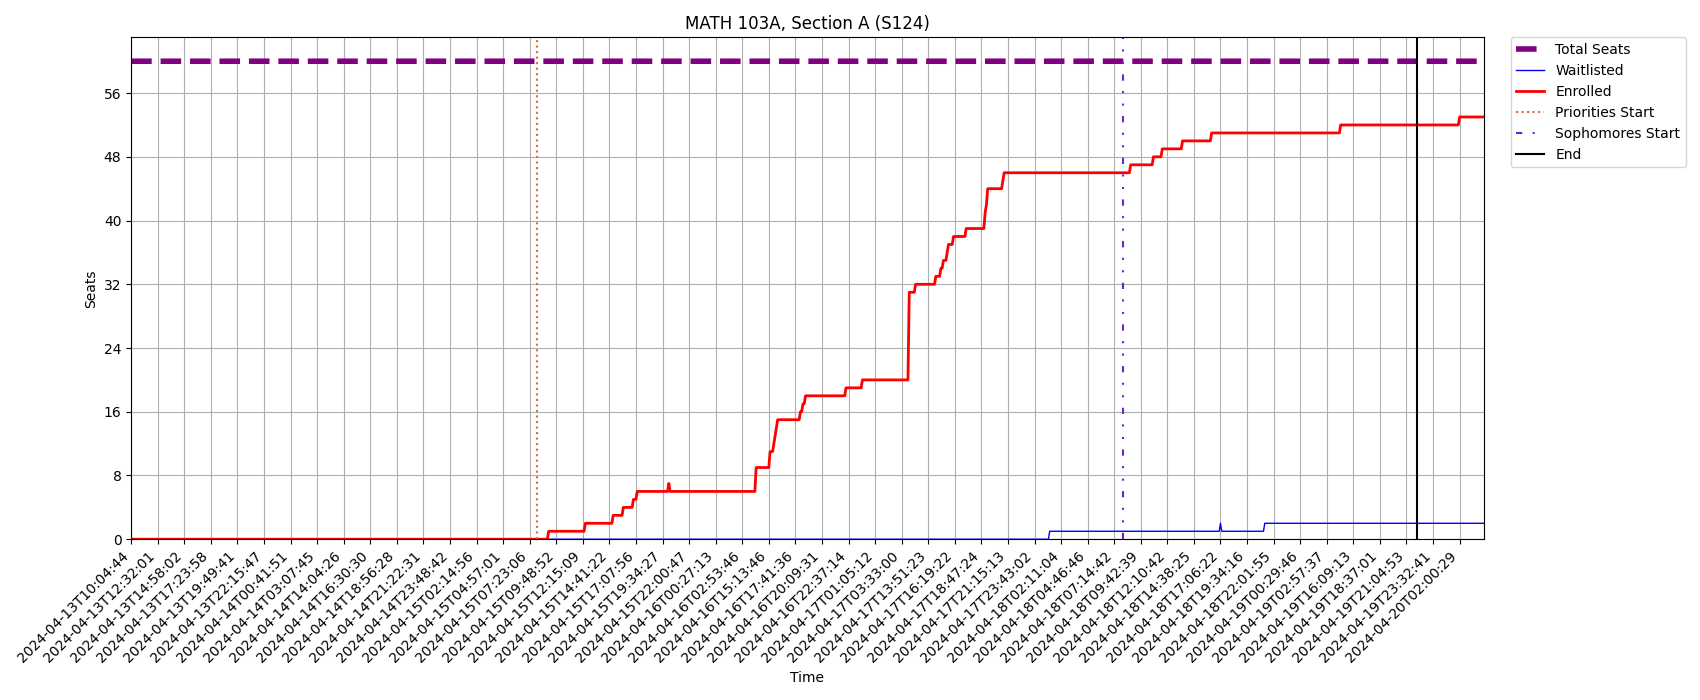 MATH 103A, Section A (S124)
Total Seats
Waitlisted
Enrolled
Priorities Start
Sophomores Start
End
Seats
56
48
40
32
24
16
8
0
2024-04-13T10:04:44
2024-04-13T12:32:01
2024-04-13T14:58:02
2024-04-13T17:23:58
2024-04-13T19:49:41
2024-04-13T22:15:47
2024-04-14T00:41:51
2024-04-14T03:07:45
2024-04-14T14:04:26
2024-04-14T16:30:30
2024-04-14T18:56:28
2024-04-14T21:22:31
2024-04-14T23:48:42
2024-04-15T02:14:56
2024-04-15T04:57:01
2024-04-15T07:23:06
2024-04-15T09:48:52
2024-04-15T12:15:09
2024-04-15T14:41:22
2024-04-15T17:07:56
2024-04-15T19:34:27
2024-04-15T22:00:47
2024-04-16T00:27:13
2024-04-16T02:53:46
2024-04-16T15:13:46
2024-04-16T17:41:36
2024-04-16T20:09:31
2024-04-16T22:37:14
2024-04-17T01:05:12
2024-04-17T03:33:00
2024-04-17T13:51:23
2024-04-17T16:19:22
2024-04-17T18:47:24
2024-04-17T21:15:13
2024-04-17T23:43:02
2024-04-18T02:11:04
2024-04-18T04:46:46
2024-04-18T07:14:42
2024-04-18T09:42:39
2024-04-18T12:10:42
2024-04-18T14:38:25
2024-04-18T17:06:22
2024-04-18T19:34:16
2024-04-18T22:01:55
2024-04-19T00:29:46
2024-04-19T02:57:37
2024-04-19T16:09:13
2024-04-19T18:37:01
2024-04-19T21:04:53
2024-04-19T23:32:41
2024-04-20T02:00:29
Time